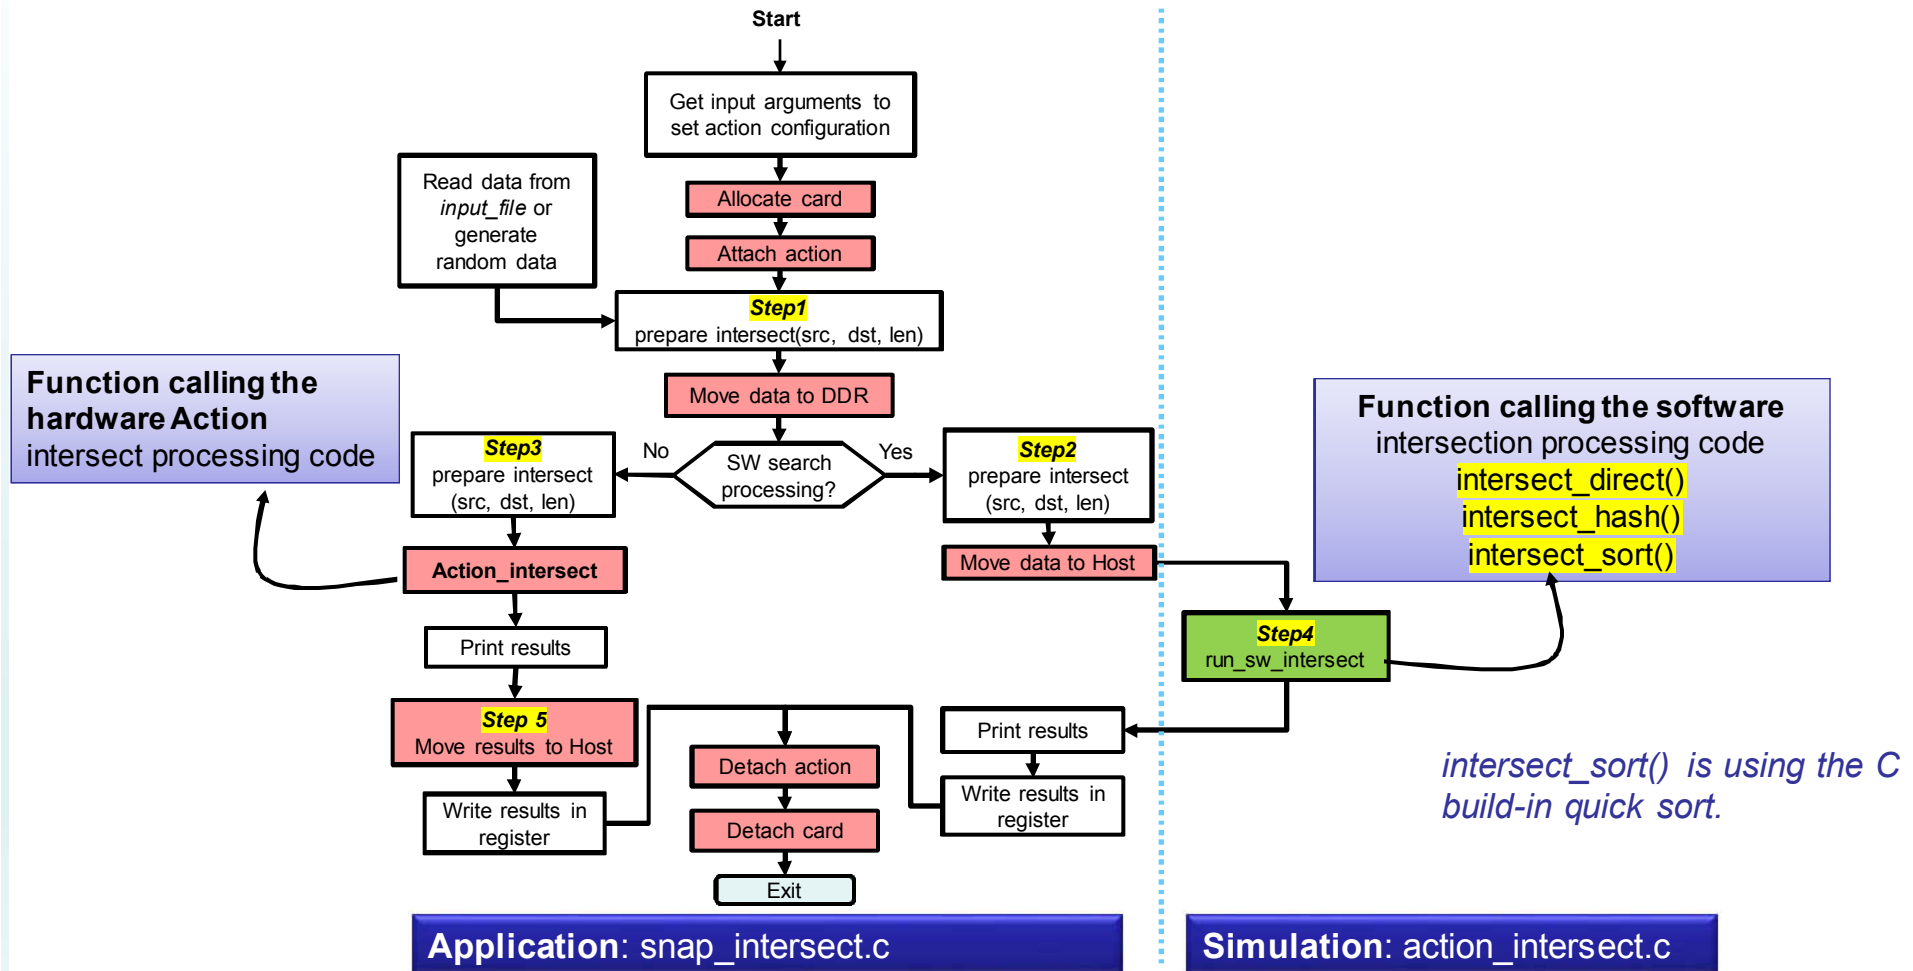 Start
Get input arguments to
set action configuration
Read data from
input_file or
generate
random data
Allocate card
Attach action
Step1
prepare intersect(src, dst, len)
Move data to DDR
Function calling the
hardware Action
intersect processing code
Step3
prepare intersect
(src, dst, len)
No
SW search
processing?
Yes
Step2
prepare intersect
(src, dst, len)
Function calling the software
intersection processing code
intersect_direct()
intersect_hash()
intersect_sort()
Action_intersect
Move data to Host
Print results
Step4
run_sw_intersect
Step 5
Move results to Host
Write results in
register
Detach action
Detach card
Exit
Print results
Write results in
register
intersect_sort() is using the C
build-in quick sort.
Application: snap_intersect.c
Simulation: action_intersect.c